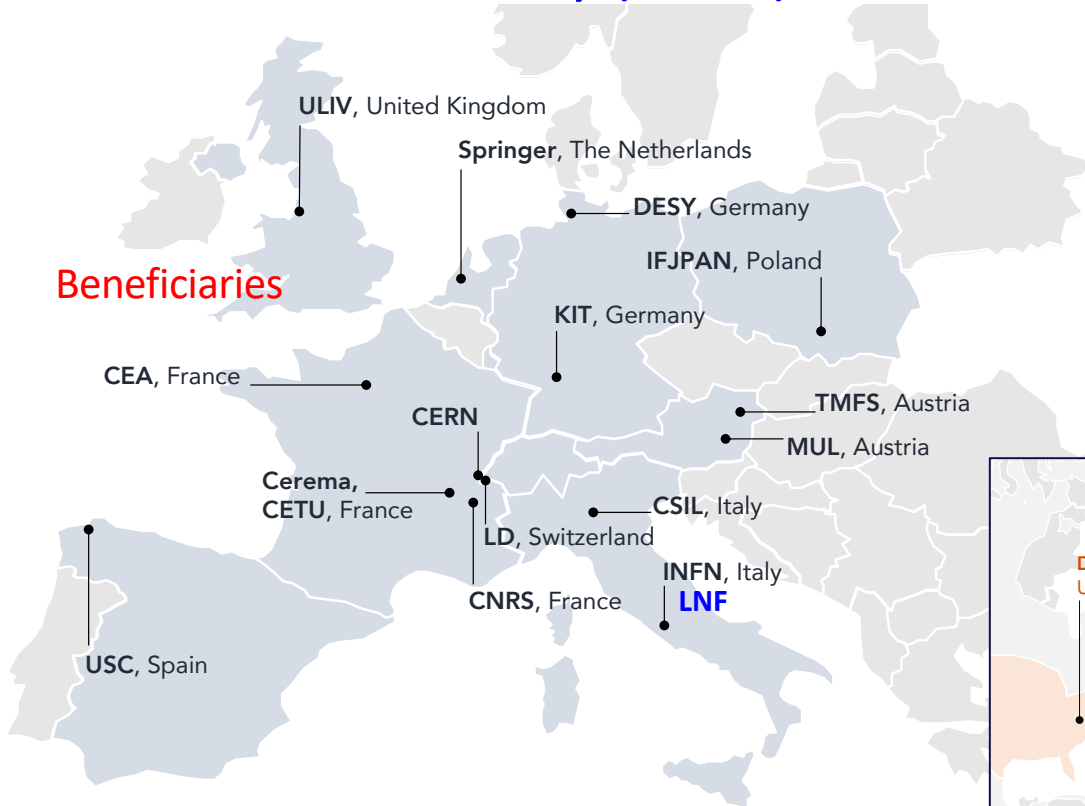 ULIV, United Kingdom
Springer, The Netherlands
DESY, Germany
IFJPAN, Poland
Beneficiaries
KIT, Germany
CEA, France
TMFS, Austria
CERN
MUL, Austria
Cerema,
CETU, France
CSIL, Italy
LD, Switzerland
INFN, Italy
LNF
CNRS, France
USC, Spain